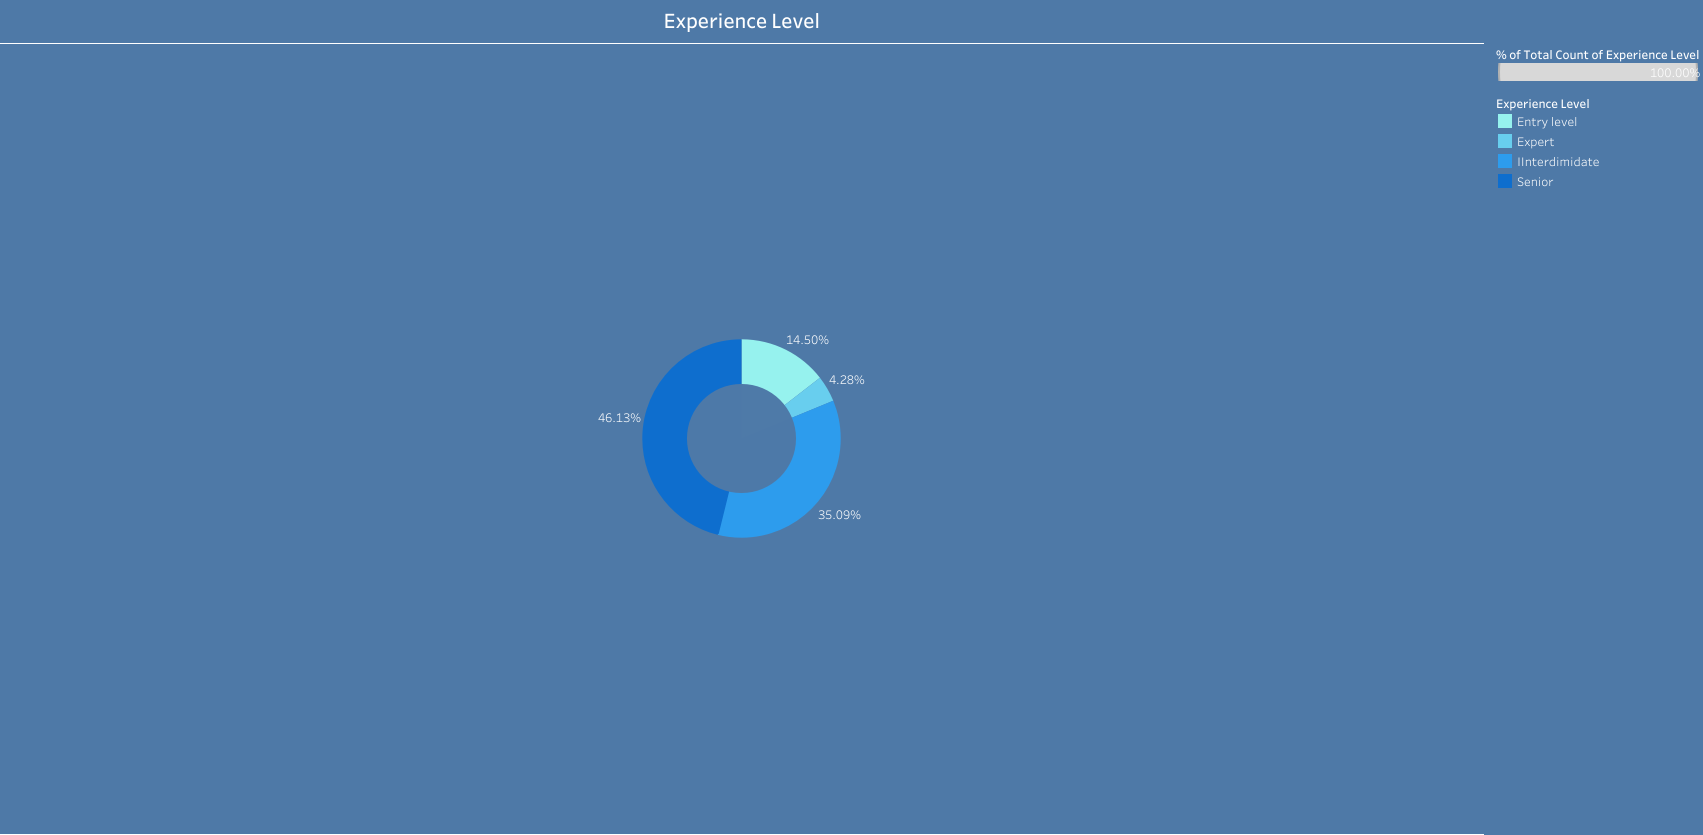 Experience Level
% of Total Count of Experience Level
100.00%
Experience Level
Entry level
Expert
IInterdimidate
Senior
14.50%
4.28%
46.13%
35.09%